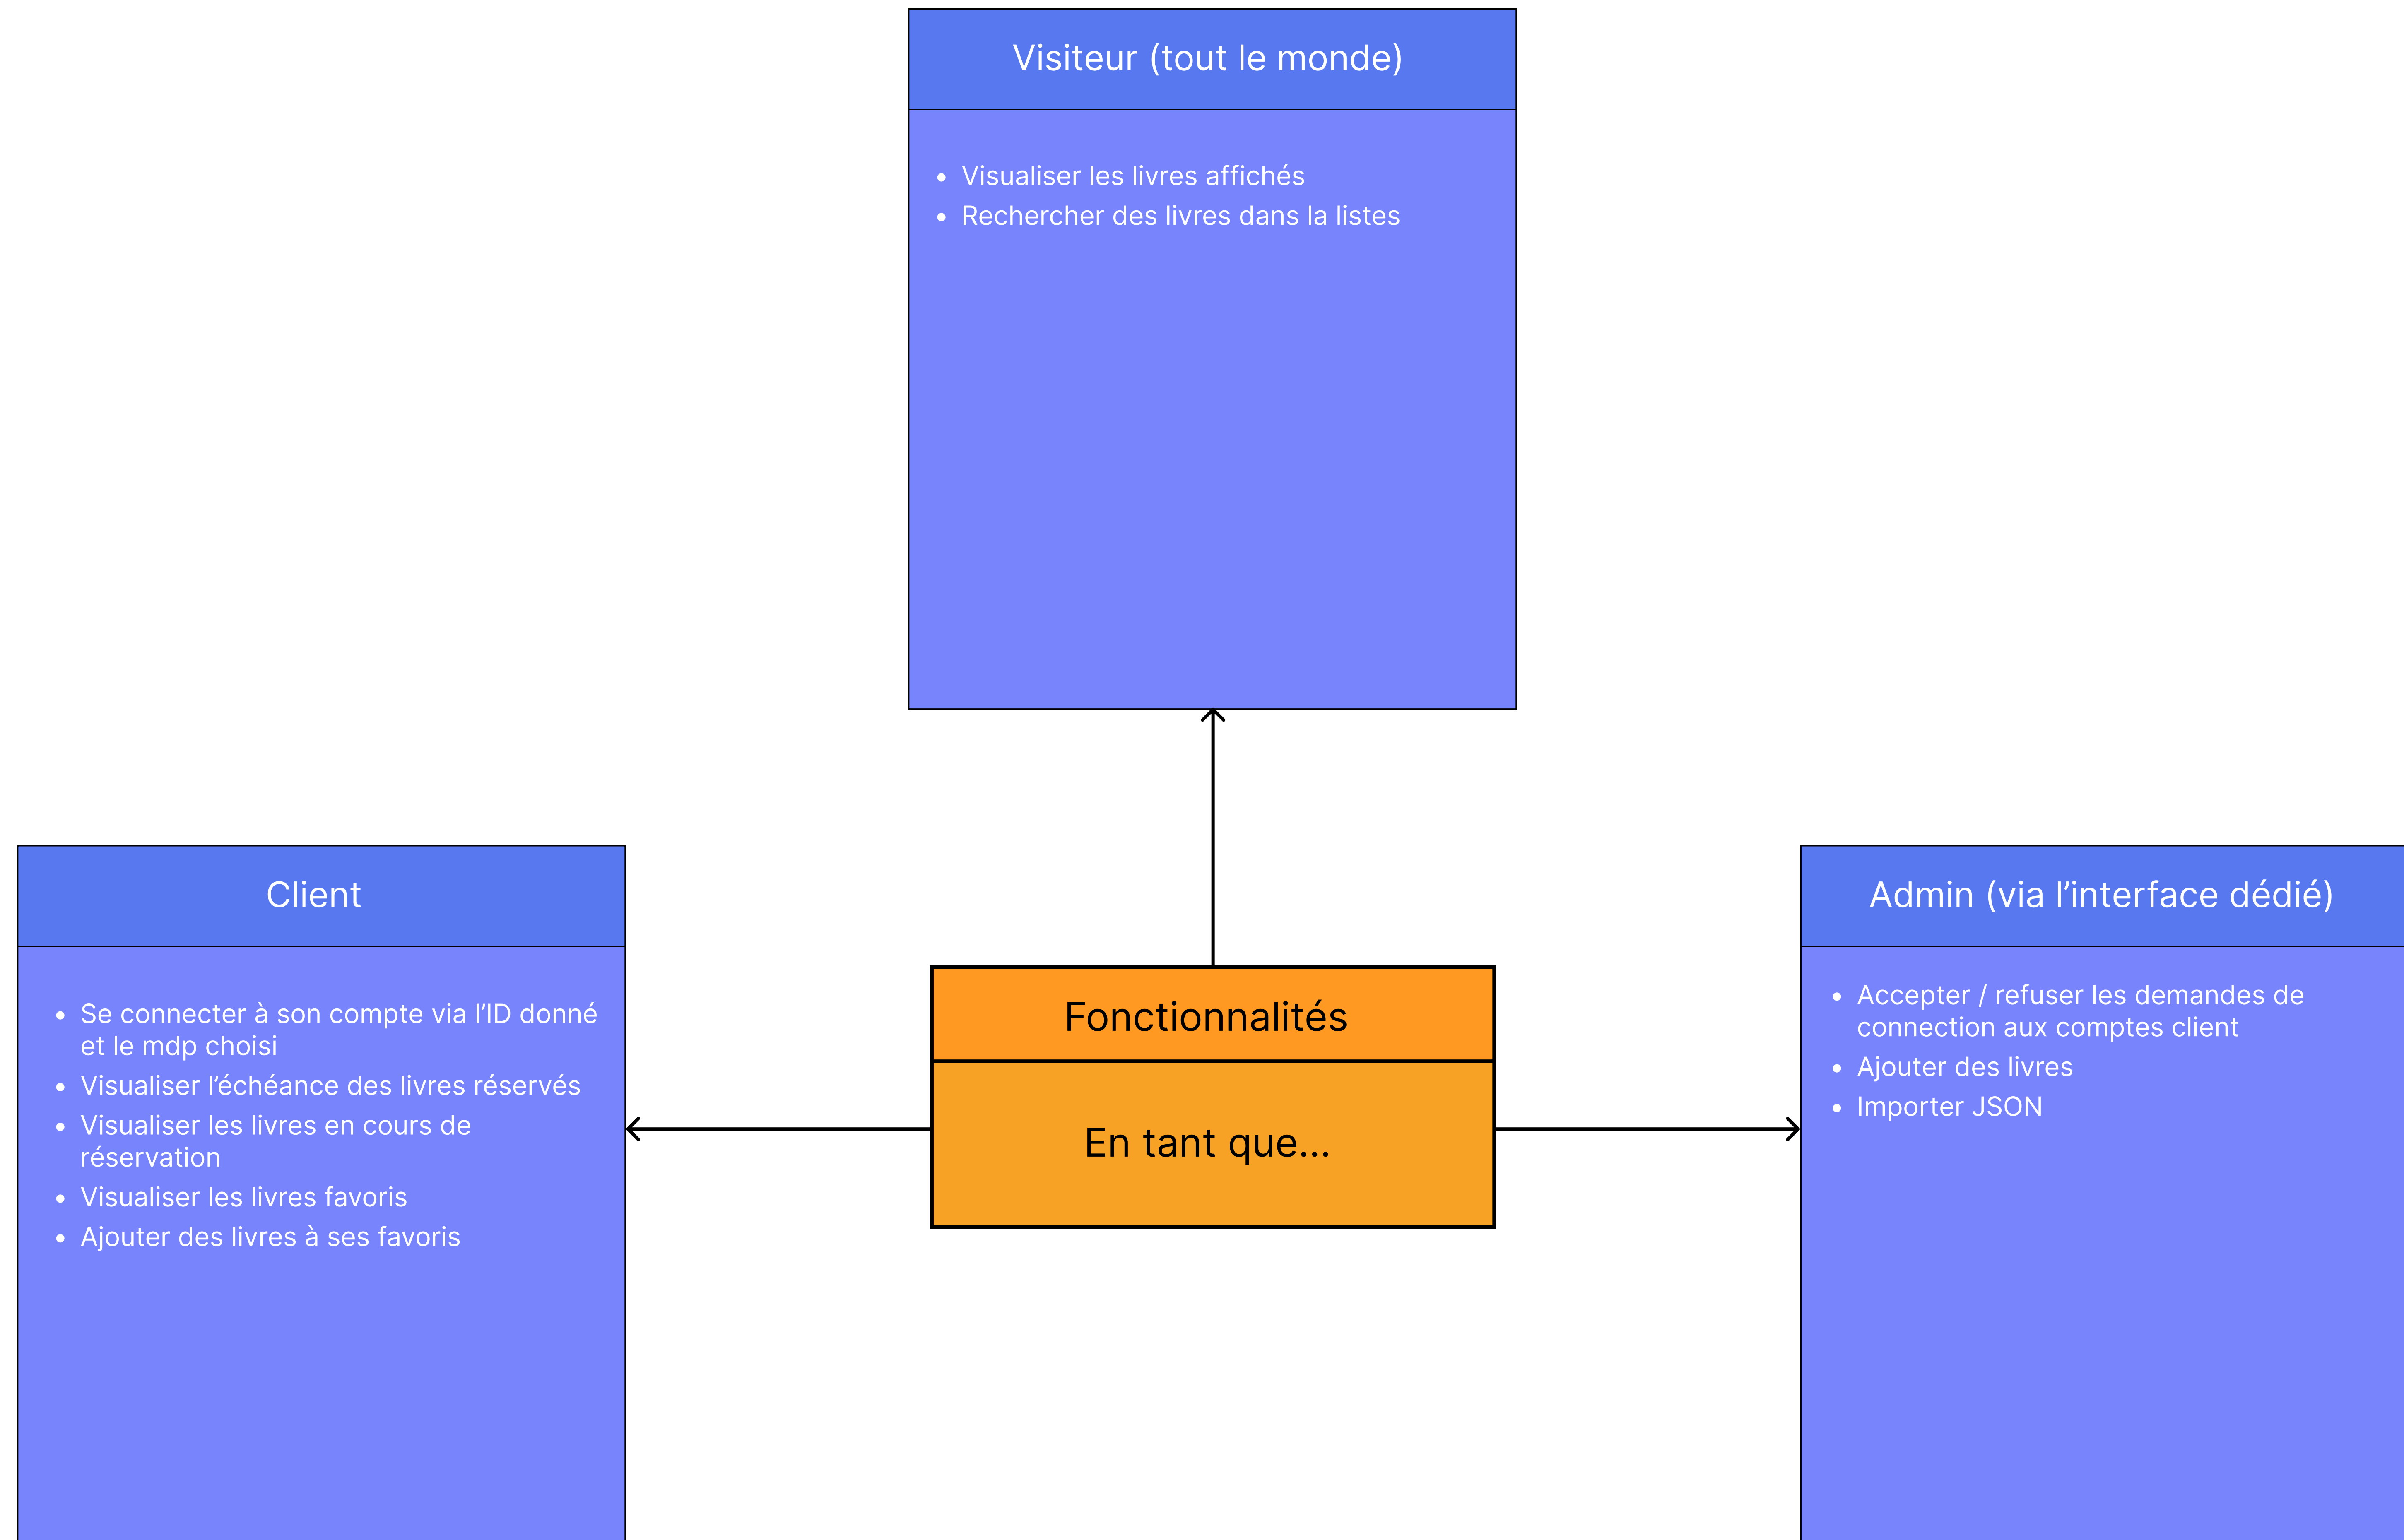 Visiteur (tout le monde)
• Visualiser les livres affichés
• Rechercher des livres dans la listes
Client
• Se connecter à son compte via l’ID donné
et le mdp choisi
• Visualiser l’échéance des livres réservés
• Visualiser les livres en cours de
réservation
• Visualiser les livres favoris
• Ajouter des livres à ses favoris
Fonctionnalités
En tant que...
Admin (via l’interface dédié)
• Accepter / refuser les demandes de
connection aux comptes client
• Ajouter des livres
• Importer JSON